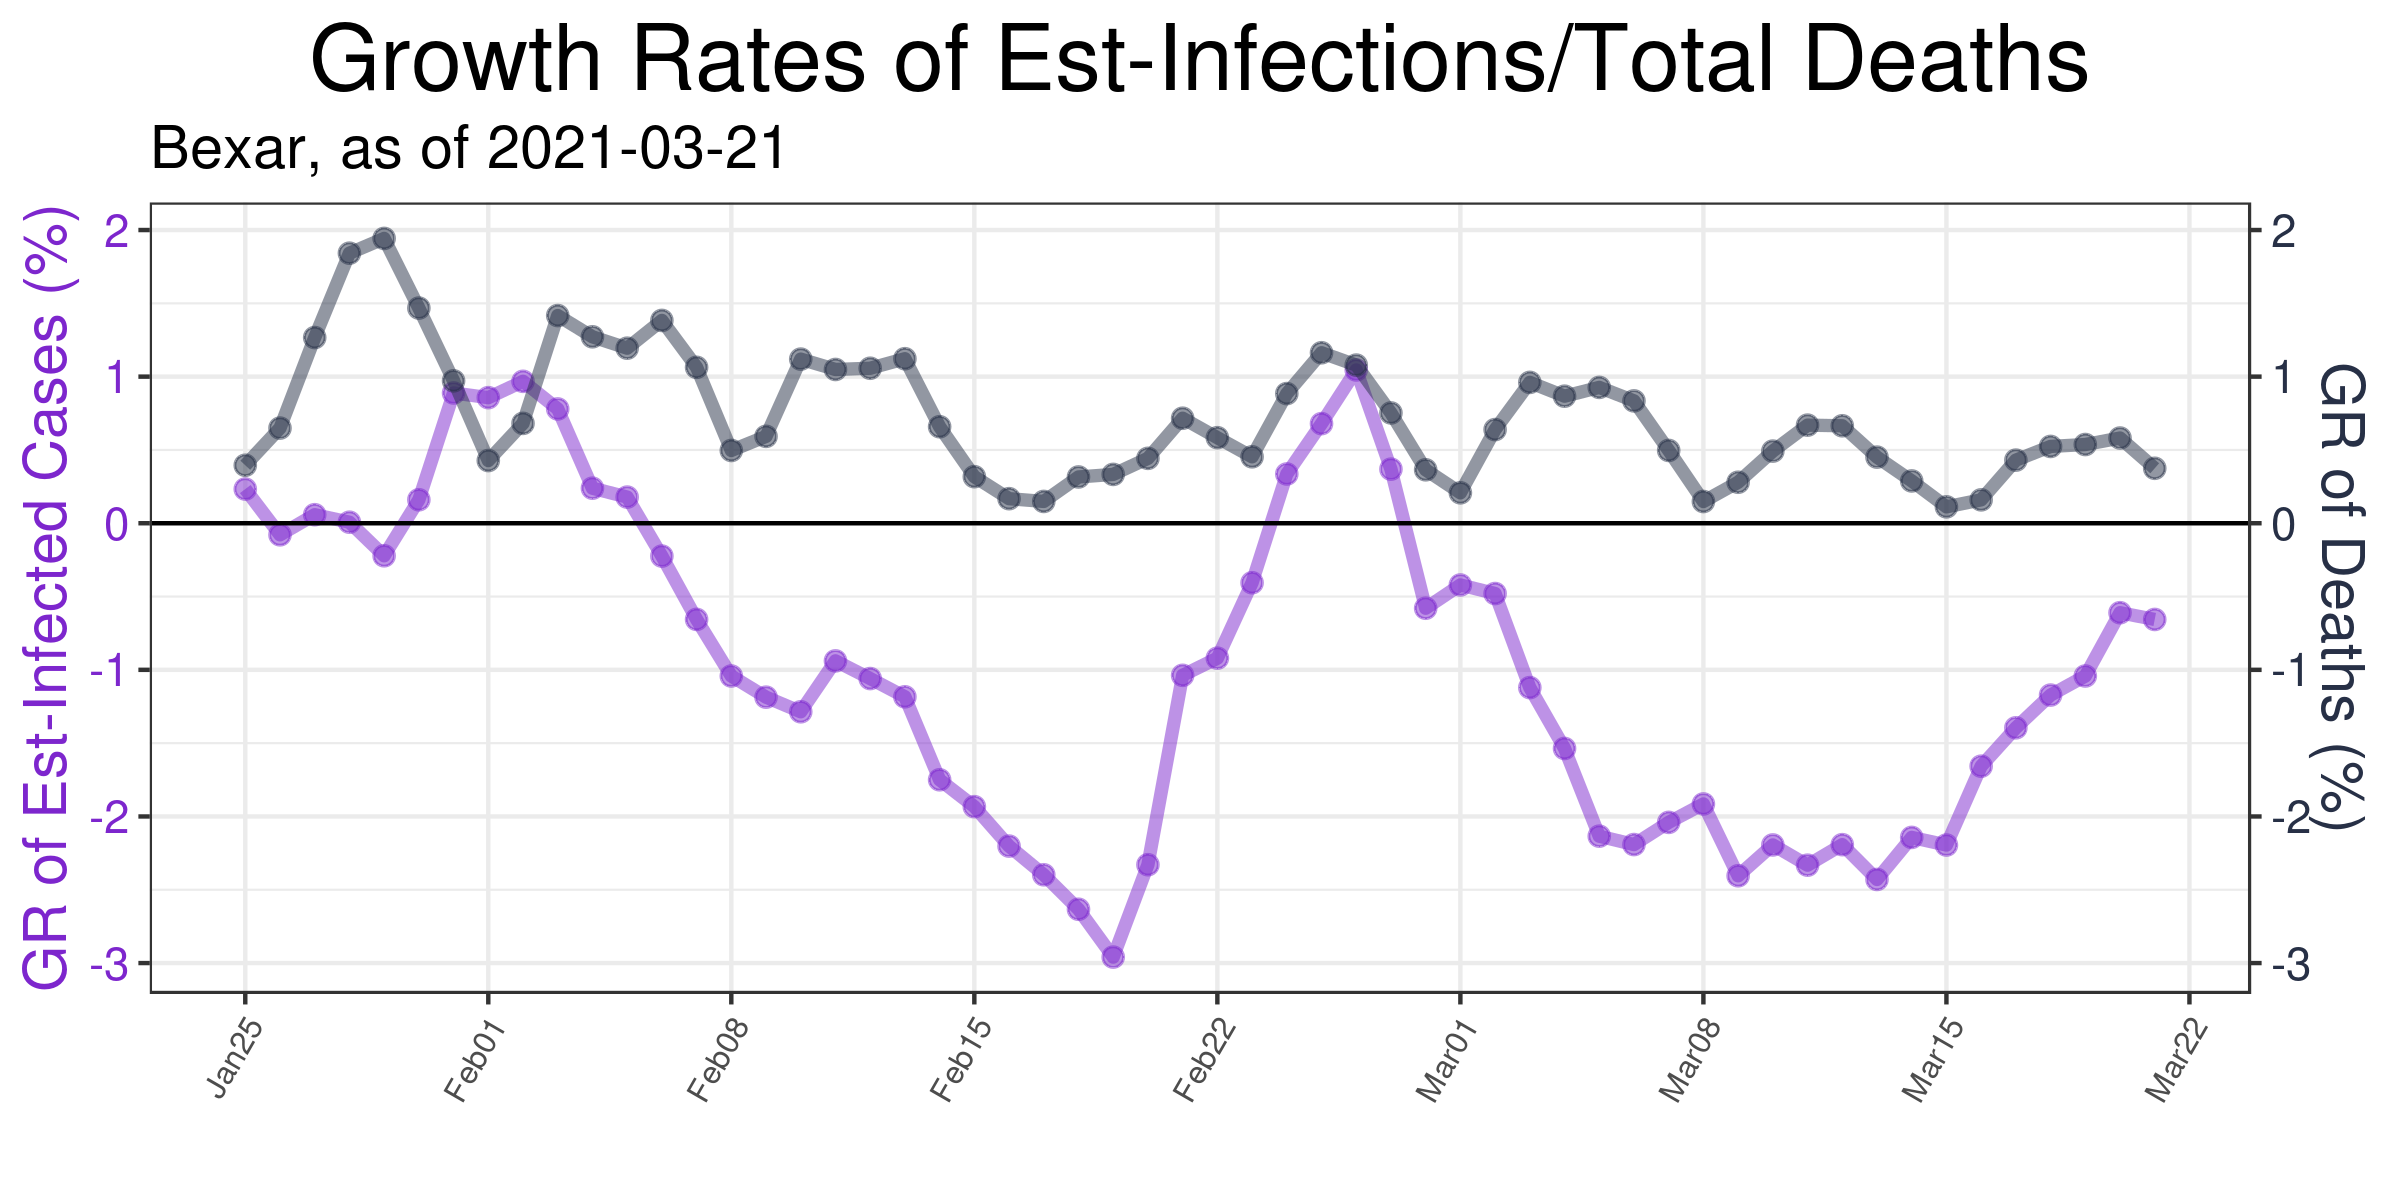 Growth Rates of Est-Infections/Total Deaths
Bexar, as of 2021-03-21
GR of Est-Infected Cases (%)
2
1
0
-1
-2
-3
2
1
0
-1
-2
-3
GR of Deaths (%)
Jan25
Feb01
Feb08
Feb15
Feb22
Mar01
Mar08
Mar15
Mar22